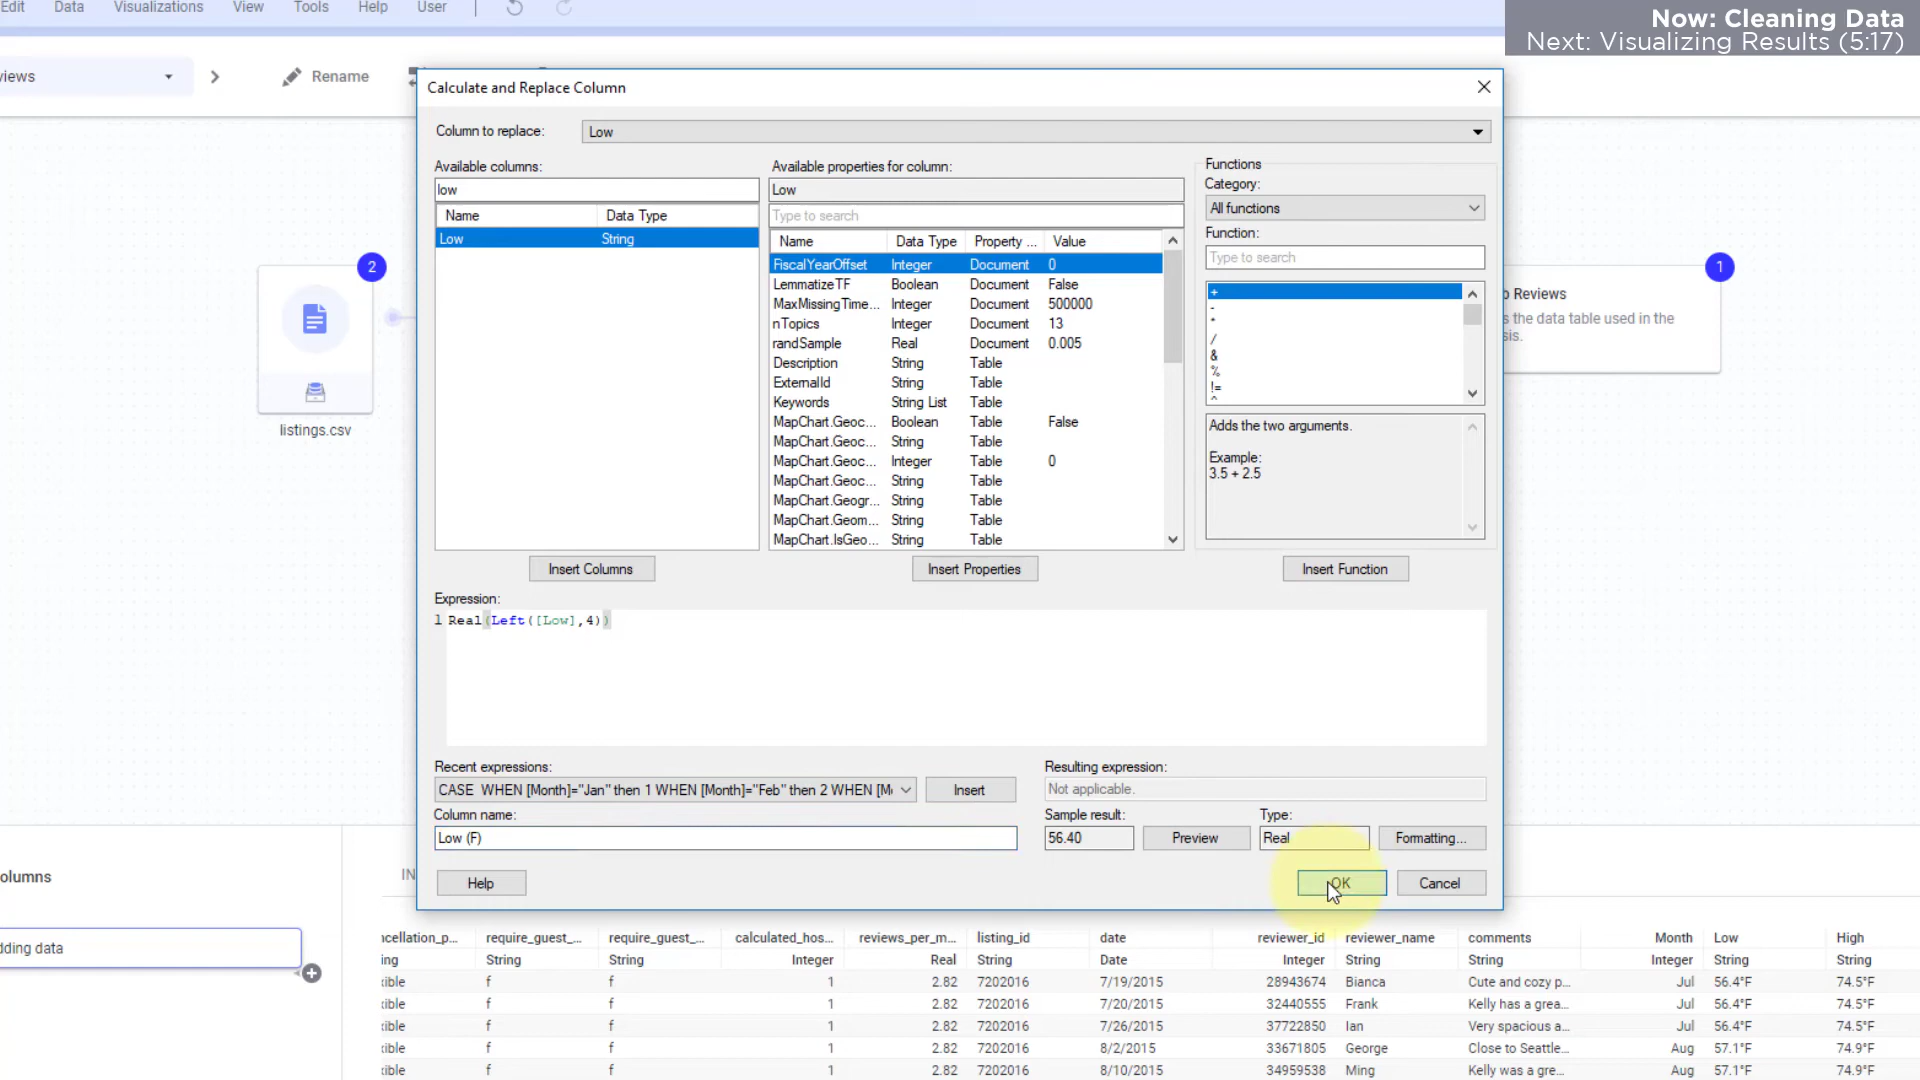 Edit Data Visualizations View Tools Help User
Now: Cleaning Data
Next: Visualizing Results (5:17)
Rename
Calculate and Replace Column
Column to replace: Low
Available columns:
low
Name Data Type
Low String
Insert Columns
Available properties for column:
Low
Type to search
Name Data Type Property ... Value
FiscalYearOffset Integer Document 0
LemmatizeTF Boolean Document False
MaxMissingTime... Integer Document 500000
nTopics Integer Document 13
randSample Real Document 0.005
Description String Table
ExternalId String Table
Keywords String List Table
MapChart.Geoc... Boolean Table False
MapChart.Geoc... String Table
MapChart.Geoc... Integer Table 0
MapChart.Geoc... String Table
MapChart.Geogr... String Table
MapChart.Geom... String Table
MapChart.IsGeo... String Table
Insert Properties
Functions
Category:
All functions
Function:
Type to search
+
-
*
/
&
%
!=
^
Adds the two arguments.
Example:
3.5 + 2.5
Insert Function
2
listings.csv
1
Reviews
the data table used in the
Expression:
1 Real(Left([Low],4))
Recent expressions:
CASE WHEN [Month]="Jan" then 1 WHEN [Month]="Feb" then 2 WHEN [M
Insert
Resulting expression:
Not applicable.
Column name:
Low (F)
Sample result:
56.40
Preview
Type:
Real
Formatting...
Help
OK
Cancel
ncellation_p... require_guest_... require_guest_... calculated_hos... reviews_per_m... listing_id date reviewer_id reviewer_name comments Month Low High
ing String String Integer Real String Date Integer String String Integer String String
xible f f 1 2.82 7202016 7/19/2015 28943674 Bianca Cute and cozy p... Jul 56.4°F 74.5°F
xible f f 1 2.82 7202016 7/20/2015 32440555 Frank Kelly has a grea... Jul 56.4°F 74.5°F
xible f f 1 2.82 7202016 7/26/2015 37722850 Ian Very spacious a... Jul 56.4°F 74.5°F
xible f f 1 2.82 7202016 8/2/2015 33671805 George Close to Seattle... Aug 57.1°F 74.9°F
xible f f 1 2.82 7202016 8/10/2015 34959538 Ming Kelly was a gre... Aug 57.1°F 74.9°F